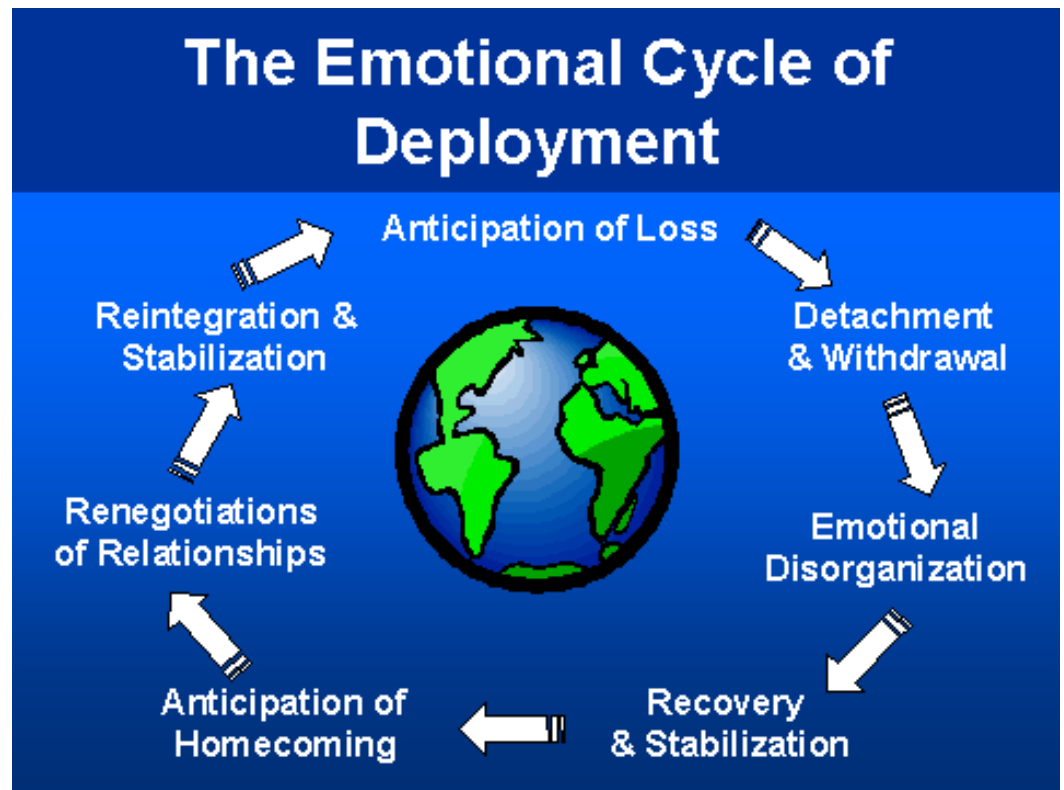 The Emotional Cycle of
Deployment
Anticipation of Loss
Detachment
& Withdrawal
Emotional
Disorganization
Recovery
& Stabilization
Anticipation of
Homecoming
Renegotiations
of Relationships
Reintegration &
Stabilization